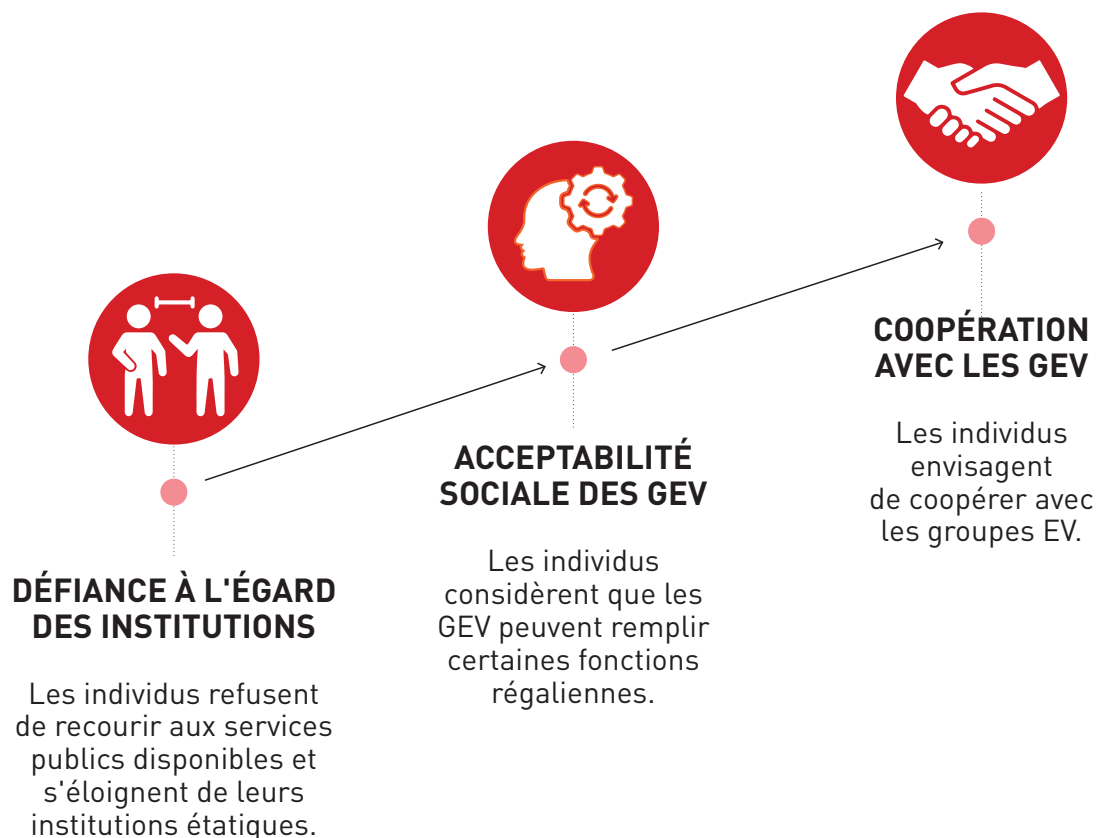 DÉFIANCE À L'ÉGARD
DES INSTITUTIONS
Les individus refusent
de recourir aux services
publics disponibles et
s'éloignent de leurs
institutions étatiques.
ACCEPTABILITÉ
SOCIALE DES GEV
Les individus
considèrent que les
GEV peuvent remplir
certaines fonctions
régaliennes.
COOPÉRATION
AVEC LES GEV
Les individus
envisagent
de coopérer avec
les groupes EV.